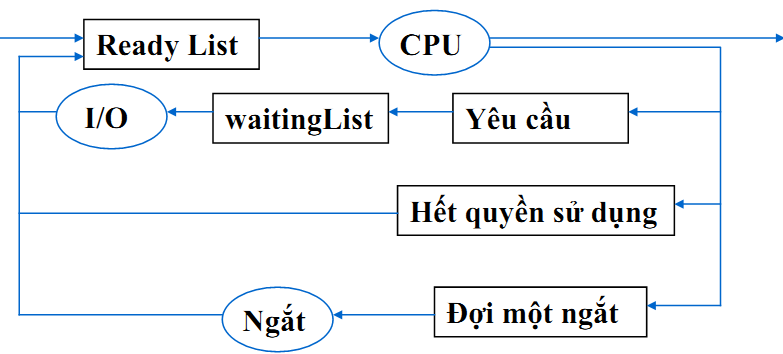 Ready List
CPU
I/O
waitingList
Yêu cầu
Hết quyền sử dụng
Ngắt
Đợi một ngắt